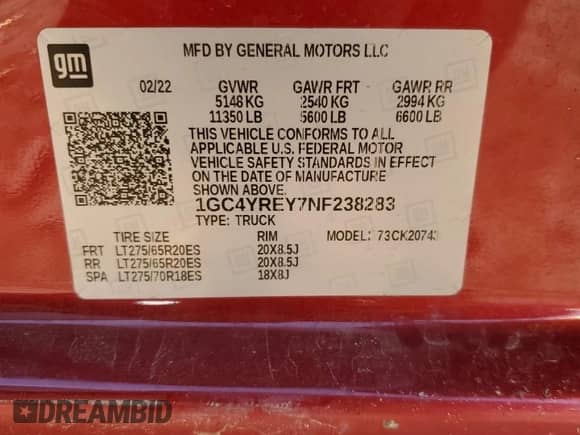 gm
MFD BY GENERAL MOTORS LLC
02/22 GVWR GAWR FRT GAWR RR
5148 KG 2540 KG 2994 KG
11350 LB 5600 LB 6600 LB
THIS VEHICLE CONFORMS TO ALL
APPLICABLE U.S. FEDERAL MOTOR
VEHICLE SAFETY STANDARDS IN EFFECT
ON THE DATE OF MANUFACTURE
SHOWN ABOVE.
1GC4YREY7NF238283
TYPE: TRUCK
TIRE SIZE RIM MODEL: 73CK20743
FRT LT275/65R20ES 20X8.5J
RR LT275/65R20ES 20X8.5J
SPA LT275/70R18ES 18X8J
DREAMBID